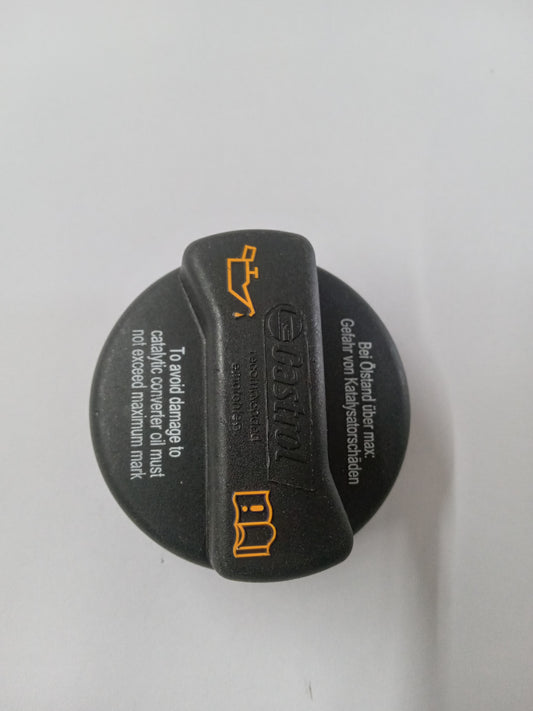 Bei Ölstand über max:
Gefahr von Katalysatorschäden
Castrol
To avoid damage to
catalytic converter oil must
not exceed maximum mark